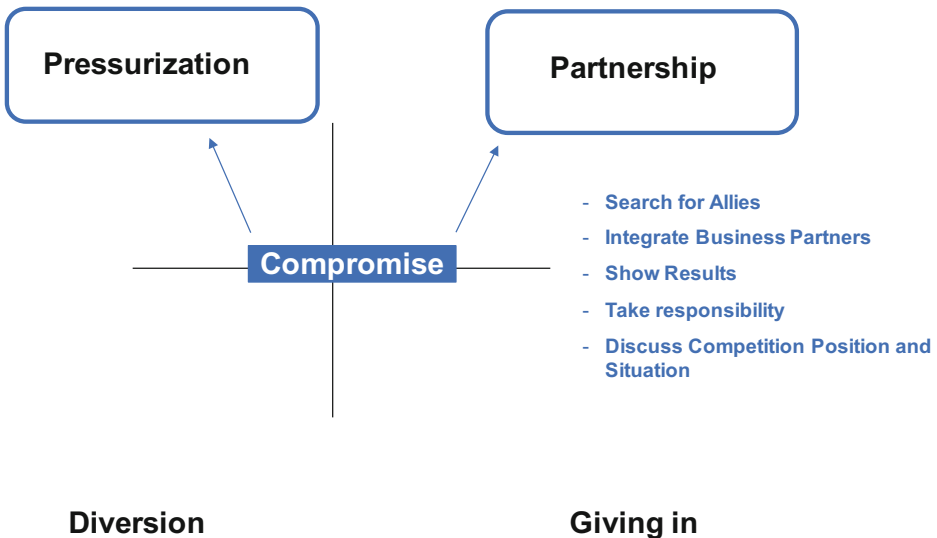 Pressurization
Partnership
Compromise
- Search for Allies
- Integrate Business Partners
- Show Results
- Take responsibility
- Discuss Competition Position and
Situation
Diversion
Giving in